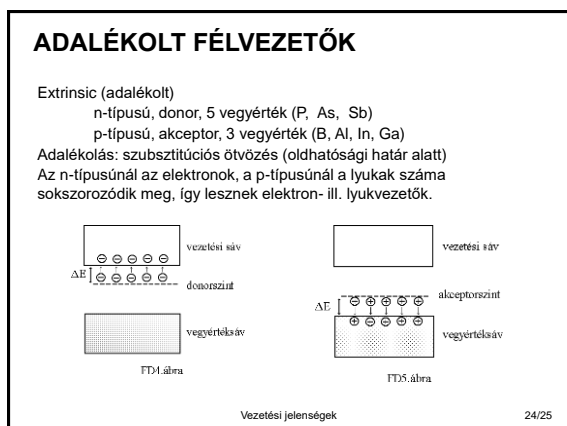 ADALÉKOLT FÉLVEZETŐK
Extrinsic (adalékolt)
n-típusú, donor, 5 vegyérték (P, As, Sb)
p-típusú, akceptor, 3 vegyérték (B, Al, In, Ga)
Adalékolás: szubsztitúciós ötvözés (oldhatósági határ alatt)
Az n-típusúnál az elektronok, a p-típusúnál a lyukak száma
sokszorozódik meg, így lesznek elektron- ill. lyukvezetők.
vezetési sáv
ΔE
donorszint
vegyértéksáv
FD4.ábra
vezetési sáv
akceptorszint
ΔE
vegyértéksáv
FD5.ábra
Vezetési jelenségek
24/25